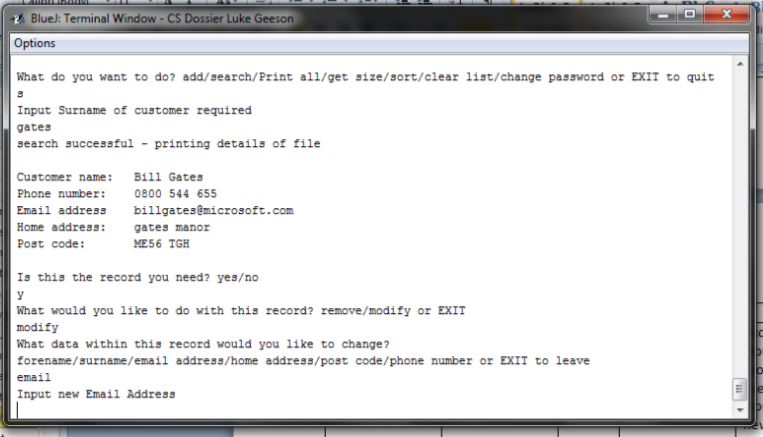 BlueJ: Terminal Window - CS Dossier Luke Geeson
Options
What do you want to do? add/search/Print all/get size/sort/clear list/change password or EXIT to quit
s
Input Surname of customer required
gates
search successful - printing details of file
Customer name: Bill Gates
Phone number: 0800 544 655
Email address billgates@microsoft.com
Home address: gates manor
Post code: ME56 TGH
Is this the record you need? yes/no
y
What would you like to do with this record? remove/modify or EXIT
modify
What data within this record would you like to change?
forename/surname/email address/home address/post code/phone number or EXIT to leave
email
Input new Email Address